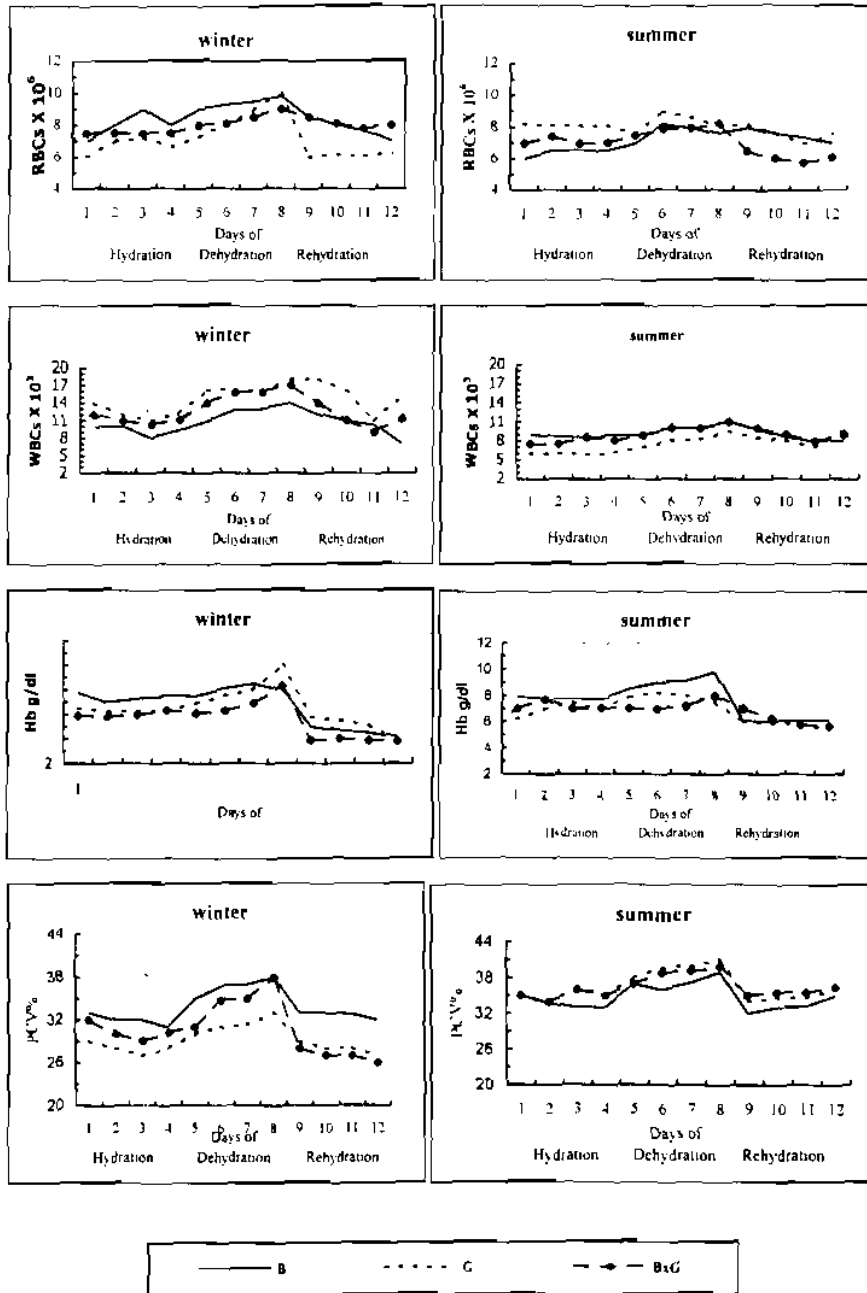 winter
RBCs X 10⁶
12
10
8
6
4
1 2 3 4 5 6 7 8 9 10 11 12
Days of
Hydration Dehydration Rehydration
summer
RBCs X 10⁶
12
10
8
6
4
1 2 3 4 5 6 7 8 9 10 11 12
Days of
Hydration Dehydration Rehydration
winter
WBCs X 10³
20
17
14
11
8
5
2
1 2 3 4 5 6 7 8 9 10 11 12
Days of
Hydration Dehydration Rehydration
summer
WBCs X 10³
20
17
14
11
8
5
2
1 2 3 4 5 6 7 8 9 10 11 12
Days of
Hydration Dehydration Rehydration
winter
Hb g/dl
2
1
Days of
summer
Hb g/dl
12
10
8
6
4
2
1 2 3 4 5 6 7 8 9 10 11 12
Days of
Hydration Dehydration Rehydration
winter
PCV%
44
38
32
26
20
1 2 3 4 5 6 7 8 9 10 11 12
Days of
Hydration Dehydration Rehydration
summer
PCV%
44
38
32
26
20
1 2 3 4 5 6 7 8 9 10 11 12
Days of
Hydration Dehydration Rehydration
B G BxG